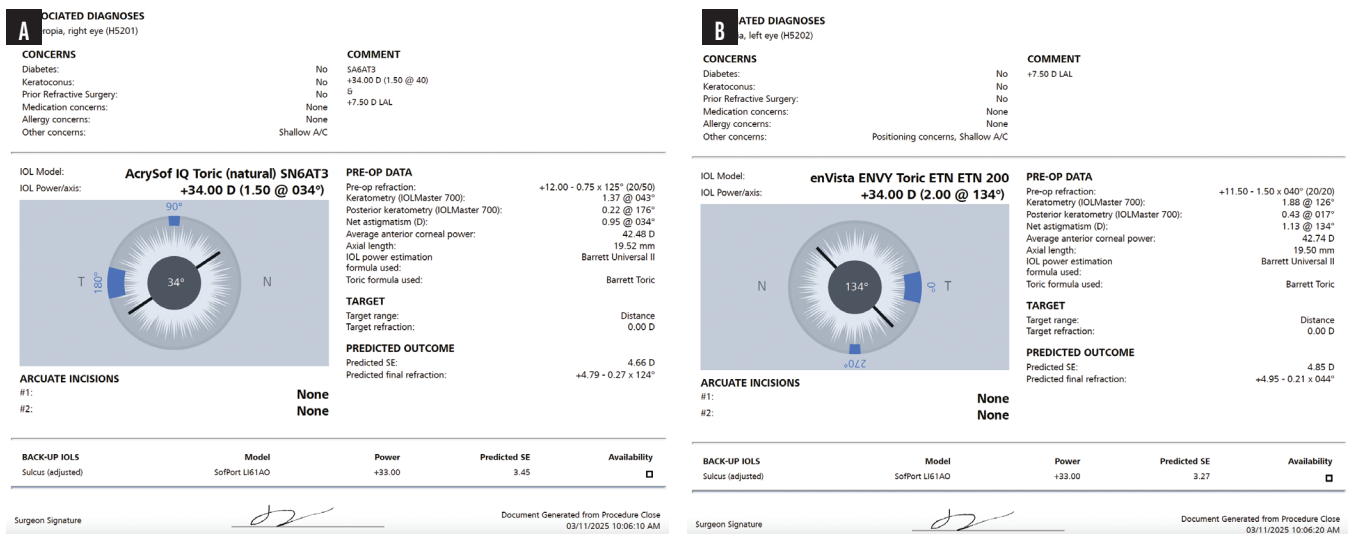 A
OCIATED DIAGNOSES
eropia, right eye (H5201)
CONCERNS
Diabetes: No
Keratoconus: No
Prior Refractive Surgery: No
Medication concerns: None
Allergy concerns: None
Other concerns: Shallow A/C
COMMENT
SA6AT3
+34.00 D (1.50 @ 40)
&
+7.50 D LAL
IOL Model: AcrySof IQ Toric (natural) SN6AT3
IOL Power/axis: +34.00 D (1.50 @ 034°)
90°
180°
T
34°
N
ARCUATE INCISIONS
#1: None
#2: None
PRE-OP DATA
Pre-op refraction: +12.00 - 0.75 x 125° (20/50)
Keratometry (IOLMaster 700): 1.37 @ 043°
Posterior keratometry (IOLMaster 700): 0.22 @ 176°
Net astigmatism (D): 0.95 @ 034°
Average anterior corneal power: 42.48 D
Axial length: 19.52 mm
IOL power estimation Barrett Universal II
formula used:
Toric formula used: Barrett Toric
TARGET
Target range: Distance
Target refraction: 0.00 D
PREDICTED OUTCOME
Predicted SE: 4.66 D
Predicted final refraction: +4.79 - 0.27 x 124°
BACK-UP IOLS Model Power Predicted SE Availability
Sulcus (adjusted) SofPort LI61AO +33.00 3.45
Surgeon Signature
Document Generated from Procedure Close
03/11/2025 10:06:10 AM
B
ATED DIAGNOSES
a, left eye (H5202)
CONCERNS
Diabetes: No
Keratoconus: No
Prior Refractive Surgery: No
Medication concerns: None
Allergy concerns: None
Other concerns: Positioning concerns, Shallow A/C
COMMENT
+7.50 D LAL
IOL Model: enVista ENVY Toric ETN ETN 200
IOL Power/axis: +34.00 D (2.00 @ 134°)
N
134°
0°
T
270°
ARCUATE INCISIONS
#1: None
#2: None
PRE-OP DATA
Pre-op refraction: +11.50 - 1.50 x 040° (20/20)
Keratometry (IOLMaster 700): 1.88 @ 126°
Posterior keratometry (IOLMaster 700): 0.43 @ 017°
Net astigmatism (D): 1.13 @ 134°
Average anterior corneal power: 42.74 D
Axial length: 19.50 mm
IOL power estimation Barrett Universal II
formula used:
Toric formula used: Barrett Toric
TARGET
Target range: Distance
Target refraction: 0.00 D
PREDICTED OUTCOME
Predicted SE: 4.85 D
Predicted final refraction: +4.95 - 0.21 x 044°
BACK-UP IOLS Model Power Predicted SE Availability
Sulcus (adjusted) SofPort LI61AO +33.00 3.27
Surgeon Signature
Document Generated from Procedure Close
03/11/2025 10:06:20 AM